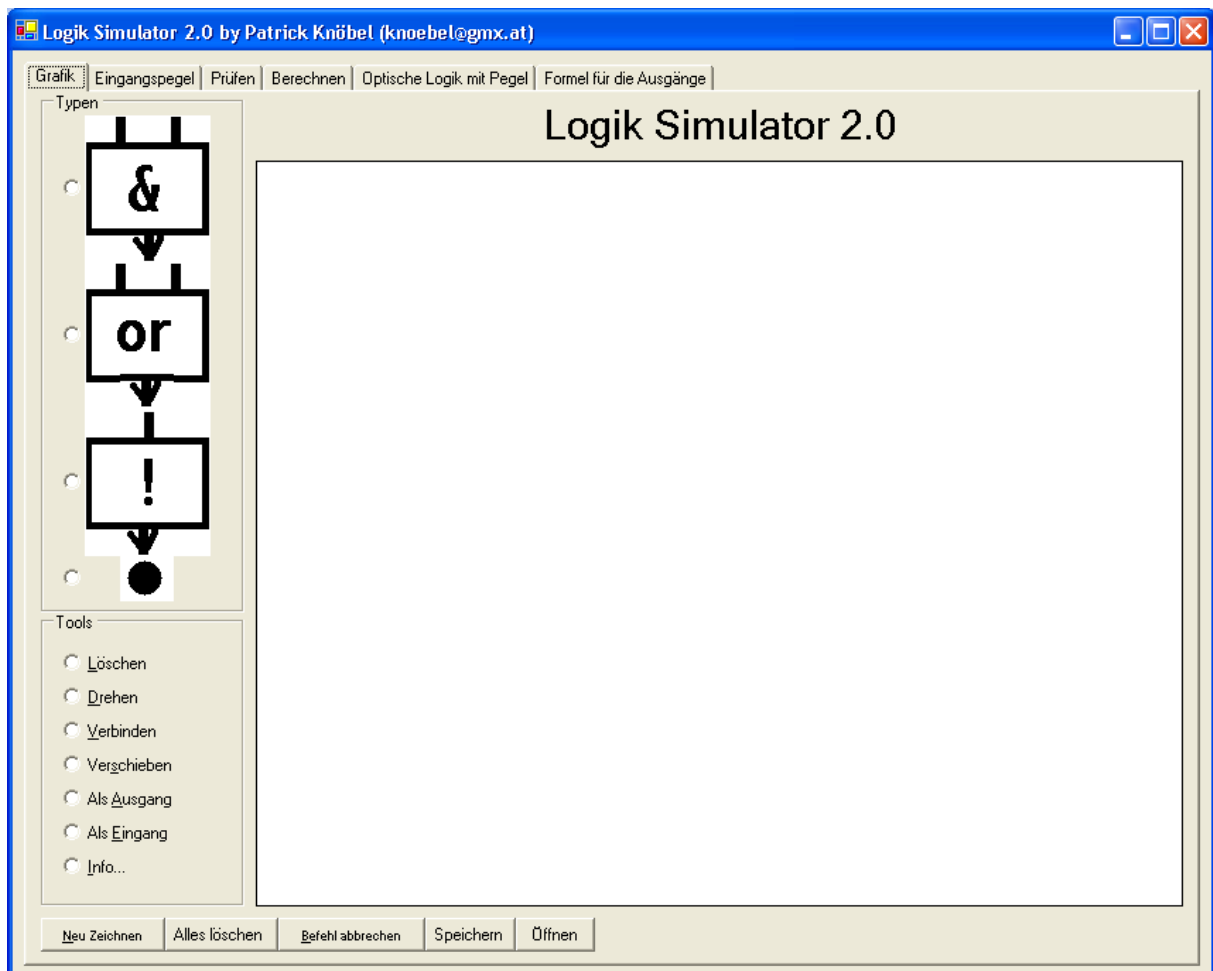 Logik Simulator 2.0 by Patrick Knöbel (knoebel@gmx.at)
Grafik Eingangspegel Prüfen Berechnen Optische Logik mit Pegel Formel für die Ausgänge
Typen
Logik Simulator 2.0
&
or
!
Tools
Löschen
Drehen
Verbinden
Verschieben
Als Ausgang
Als Eingang
Info...
Neu Zeichnen Alles löschen Befehl abbrechen Speichern Öffnen